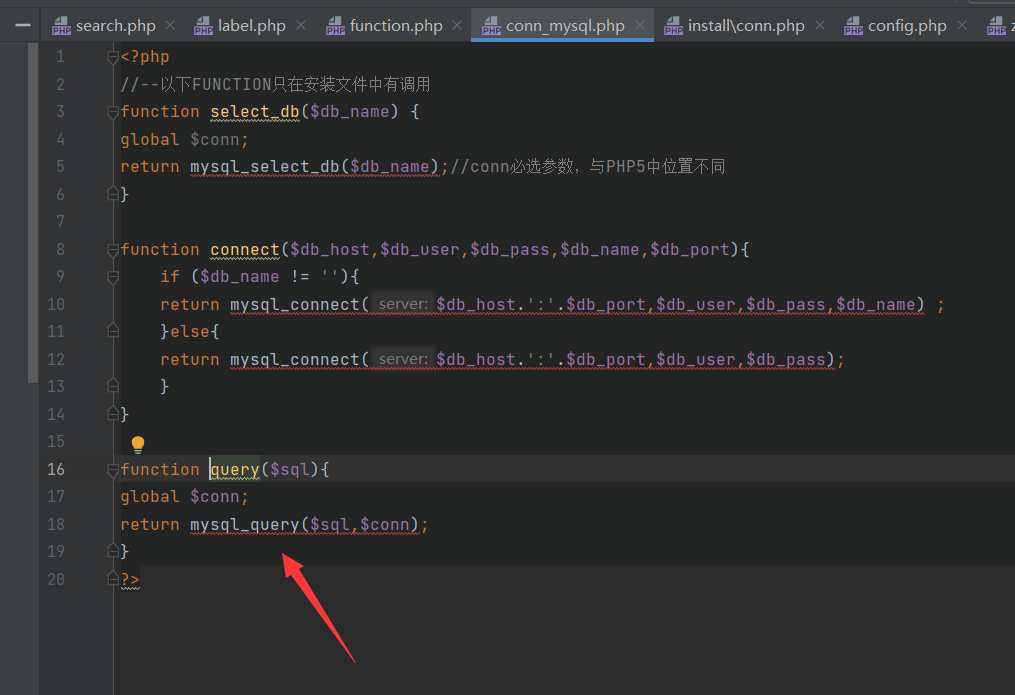 search.php label.php function.php conn_mysql.php install\conn.php config.php
1 <?php
2 //--以下FUNCTION只在安装文件中有调用
3 function select_db($db_name) {
4 global $conn;
5 return mysql_select_db($db_name);//conn必选参数，与PHP5中位置不同
6 }
7
8 function connect($db_host,$db_user,$db_pass,$db_name,$db_port){
9 if ($db_name != ''){
10 return mysql_connect( server: $db_host.':'.$db_port,$db_user,$db_pass,$db_name) ;
11 }else{
12 return mysql_connect( server: $db_host.':'.$db_port,$db_user,$db_pass);
13 }
14 }
15
16 function query($sql){
17 global $conn;
18 return mysql_query($sql,$conn);
19 }
20 ?>